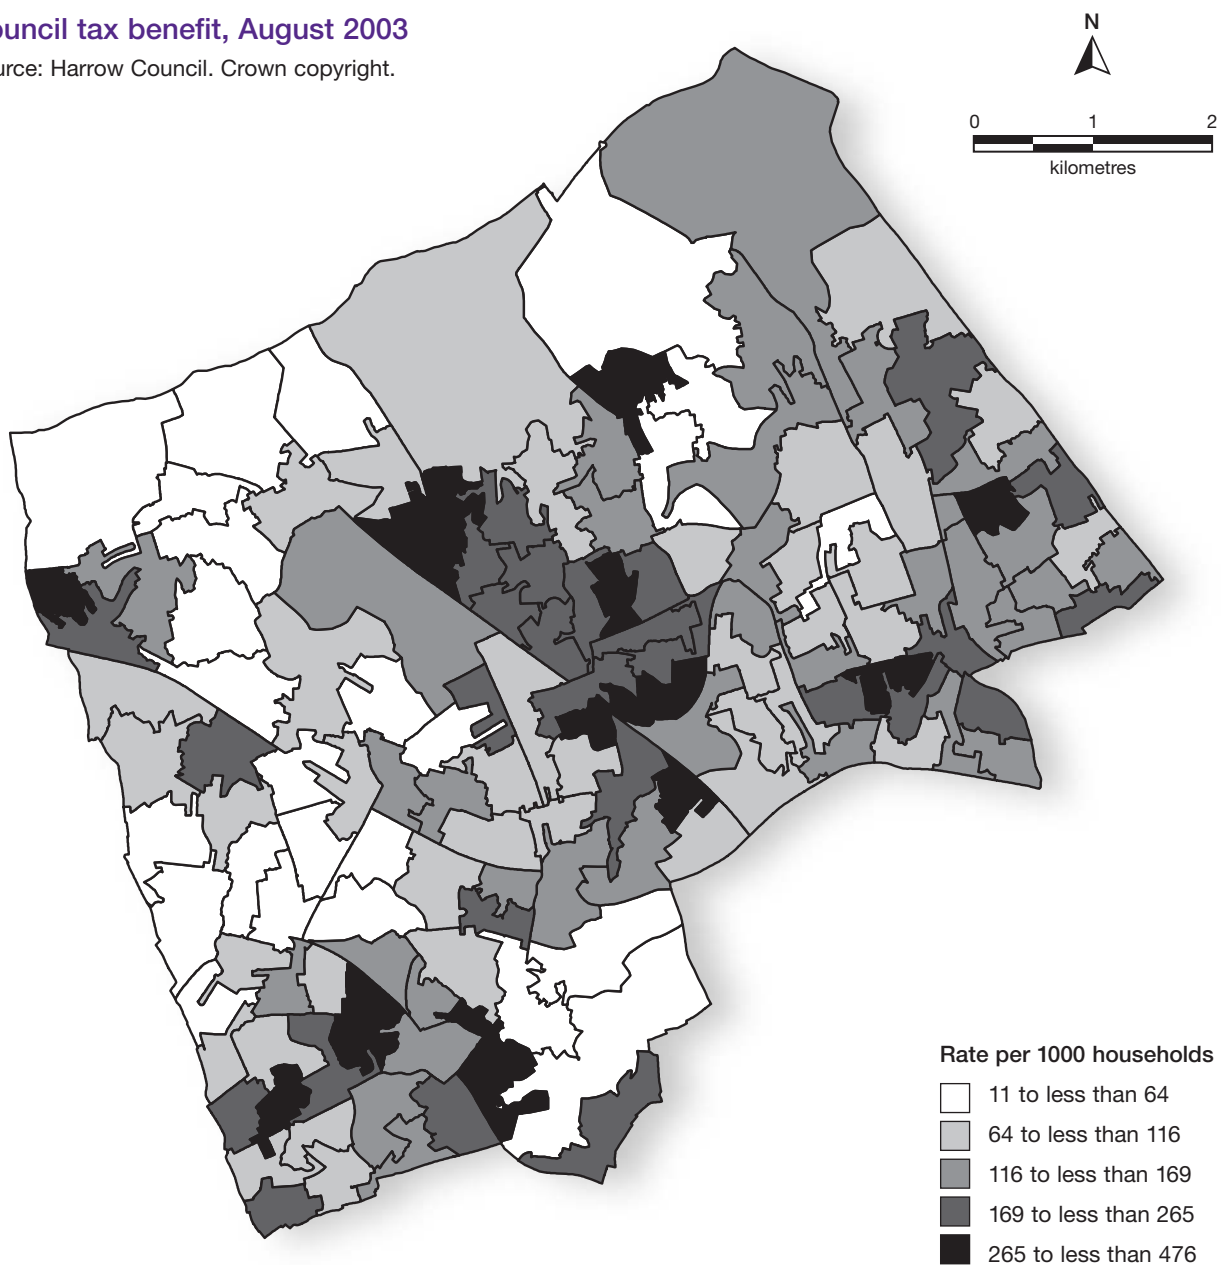 ouncil tax benefit, August 2003
urce: Harrow Council. Crown copyright.
N
0 1 2
kilometres
Rate per 1000 households
11 to less than 64
64 to less than 116
116 to less than 169
169 to less than 265
265 to less than 476